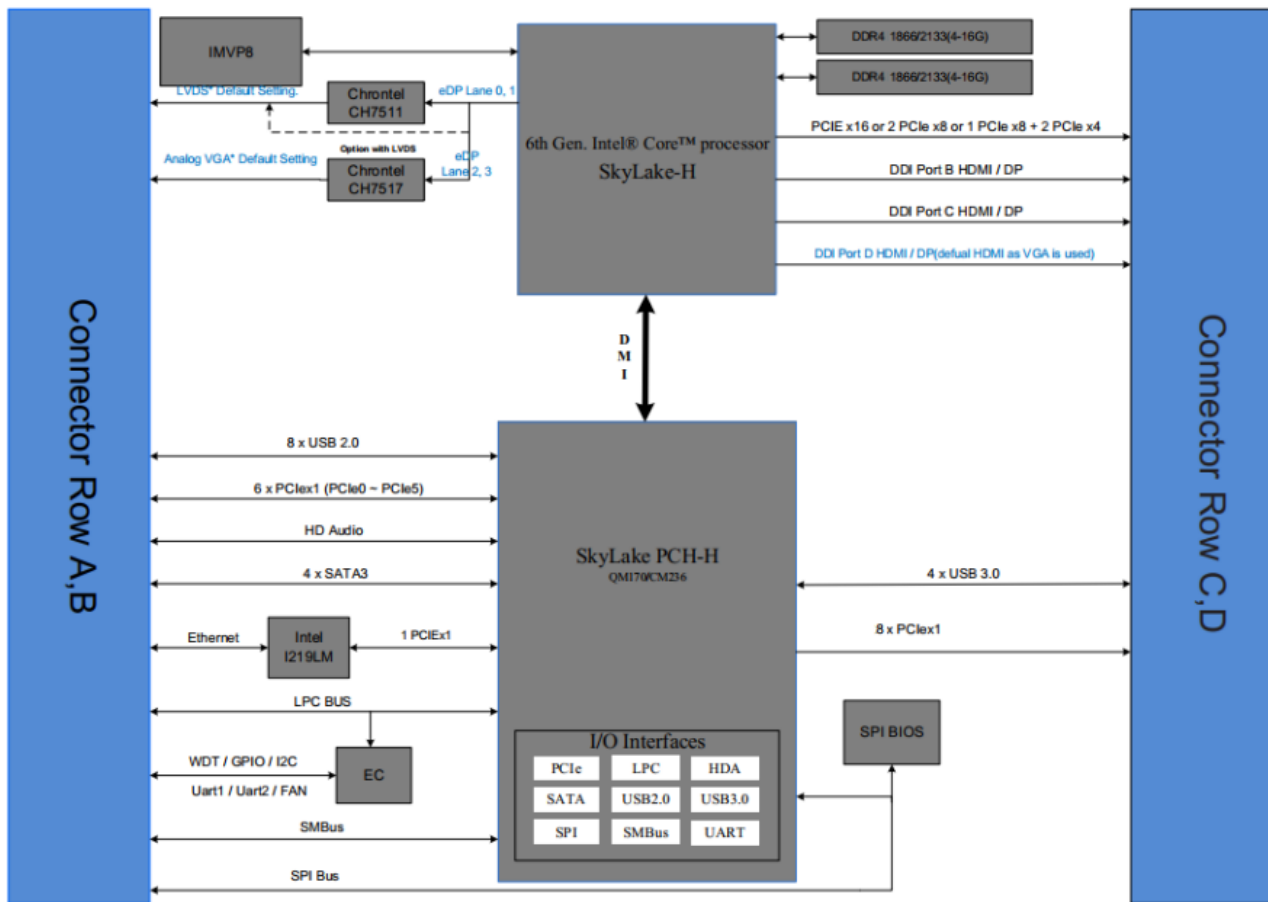 IMVP8
DDR4 1866/2133(4-16G)
DDR4 1866/2133(4-16G)
LVDS* Default Setting.
Chrontel
CH7511
eDP Lane 0, 1
Option with LVDS
Analog VGA* Default Setting
Chrontel
CH7517
eDP
Lane 2, 3
6th Gen. Intel® Core™ processor
SkyLake-H
PCIE x16 or 2 PCIe x8 or 1 PCIe x8 + 2 PCIe x4
DDI Port B HDMI / DP
DDI Port C HDMI / DP
DDI Port D HDMI / DP(defual HDMI as VGA is used)
Connector Row A,B
Connector Row C,D
D
M
I
8 x USB 2.0
6 x PCIex1 (PCIe0 ~ PCIe5)
HD Audio
4 x SATA3
Ethernet
Intel
I219LM
1 PCIEx1
LPC BUS
WDT / GPIO / I2C
Uart1 / Uart2 / FAN
EC
SMBus
SPI Bus
SkyLake PCH-H
QM170/CM236
4 x USB 3.0
8 x PCIex1
SPI BIOS
I/O Interfaces
PCIe LPC HDA
SATA USB2.0 USB3.0
SPI SMBus UART